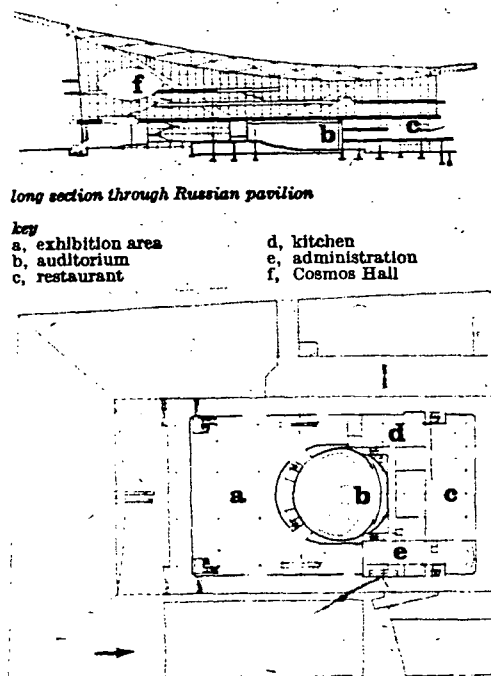 f
b
c
long section through Russian pavilion
key
a, exhibition area
b, auditorium
c, restaurant
d, kitchen
e, administration
f, Cosmos Hall
d
a
b
c
e